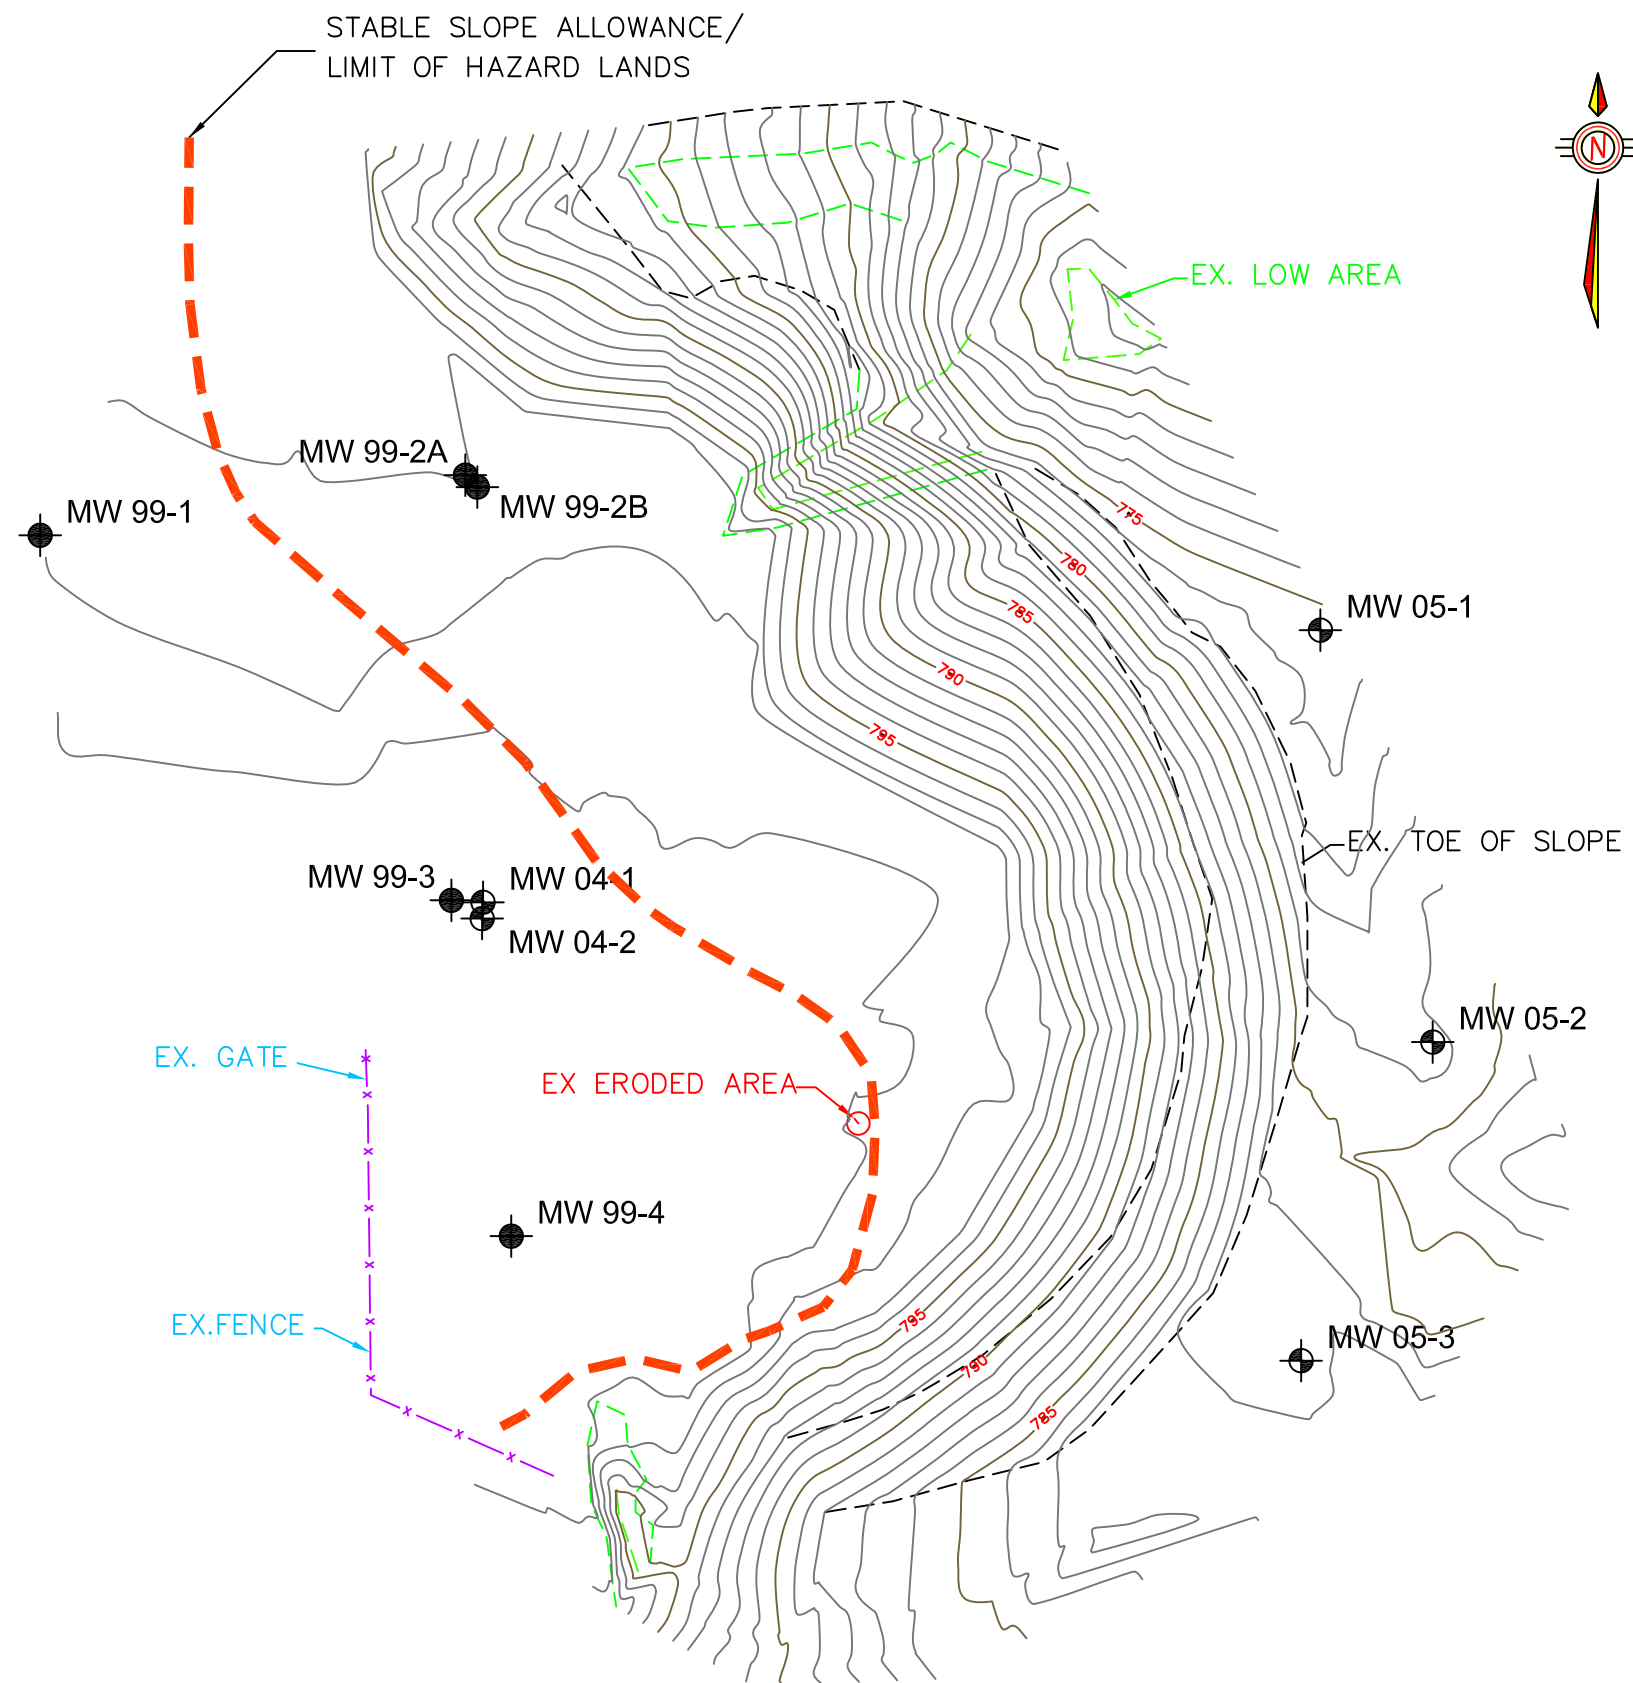 STABLE SLOPE ALLOWANCE/
LIMIT OF HAZARD LANDS
N
EX. LOW AREA
MW 99-2A
MW 99-2B
MW 99-1
775
780
785
790
795
MW 05-1
EX. TOE OF SLOPE
MW 99-3
MW 04-1
MW 04-2
MW 05-2
EX. GATE
EX ERODED AREA
MW 99-4
EX.FENCE
795
790
785
MW 05-3